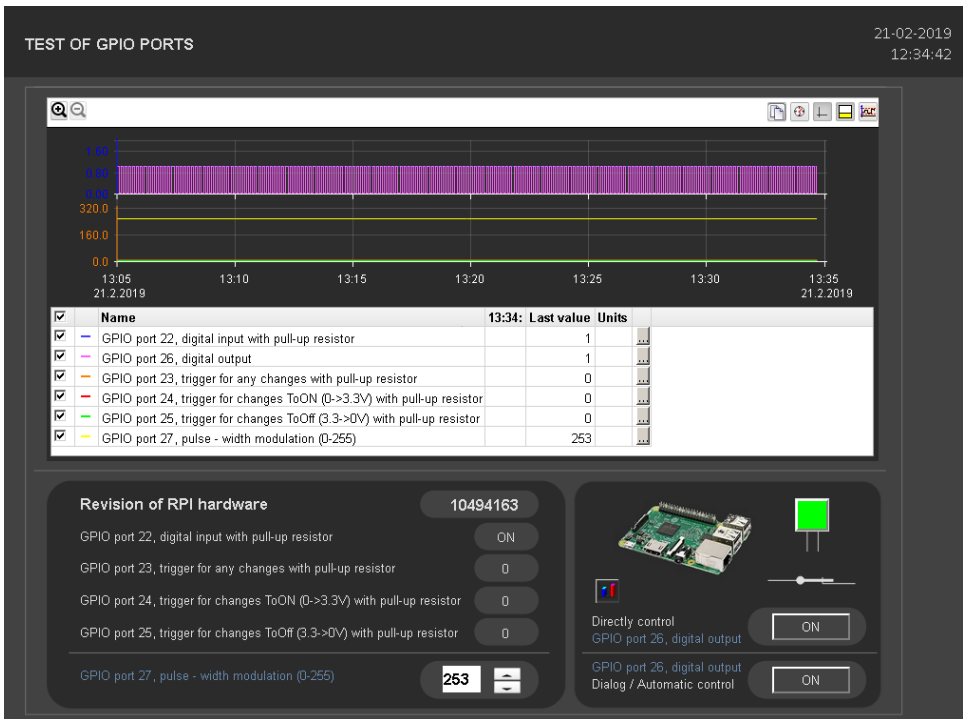 TEST OF GPIO PORTS
21-02-2019
12:34:42
1.60
0.80
0.00
320.0
160.0
0.0
13:05 13:10 13:15 13:20 13:25 13:30 13:35
21.2.2019 21.2.2019
Name 13:34: Last value Units
GPIO port 22, digital input with pull-up resistor 1 ...
GPIO port 26, digital output 1 ...
GPIO port 23, trigger for any changes with pull-up resistor 0 ...
GPIO port 24, trigger for changes ToON (0->3.3V) with pull-up resistor 0 ...
GPIO port 25, trigger for changes ToOff (3.3->0V) with pull-up resistor 0 ...
GPIO port 27, pulse - width modulation (0-255) 253 ...
Revision of RPI hardware 10494163
GPIO port 22, digital input with pull-up resistor ON
GPIO port 23, trigger for any changes with pull-up resistor 0
GPIO port 24, trigger for changes ToON (0->3.3V) with pull-up resistor 0
GPIO port 25, trigger for changes ToOff (3.3->0V) with pull-up resistor 0
GPIO port 27, pulse - width modulation (0-255) 253
Directly control
GPIO port 26, digital output
ON
GPIO port 26, digital output
Dialog / Automatic control
ON